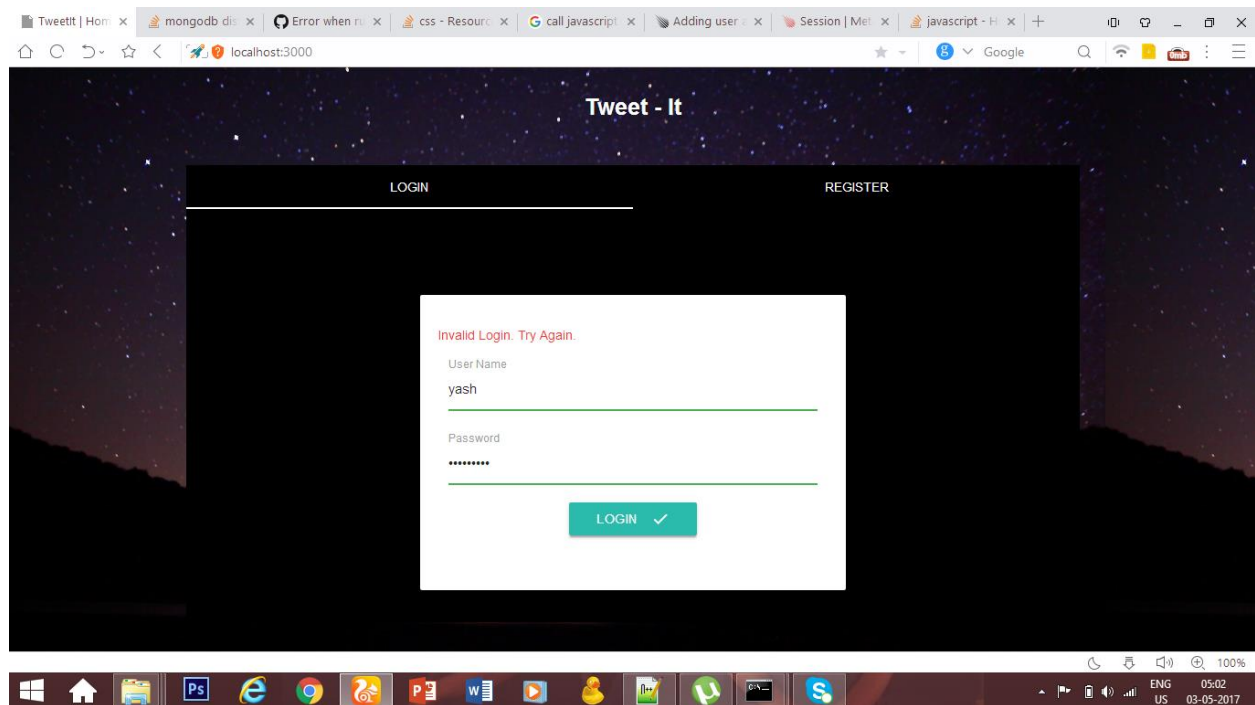 TweetIt | Hom
mongodb dis
Error when ru
css - Resourc
call javascript
Adding user a
Session | Met
javascript - H
localhost:3000
Google
Tweet - It
LOGIN
REGISTER
Invalid Login. Try Again.
User Name
yash
Password
LOGIN
100%
ENG
US
05:02
03-05-2017